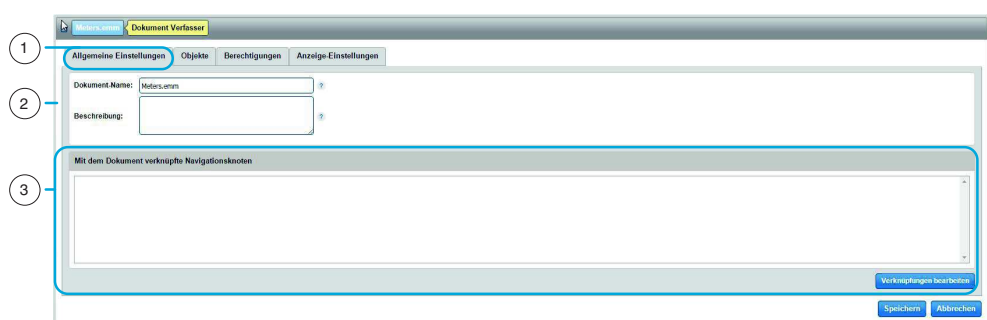 Meters.emm Dokument Verfasser
1
Allgemeine Einstellungen Objekte Berechtigungen Anzeige-Einstellungen
Dokument-Name: Meters.emm ?
2
Beschreibung: ?
Mit dem Dokument verknüpfte Navigationsknoten
3
Verknüpfungen bearbeiten
Speichern Abbrechen